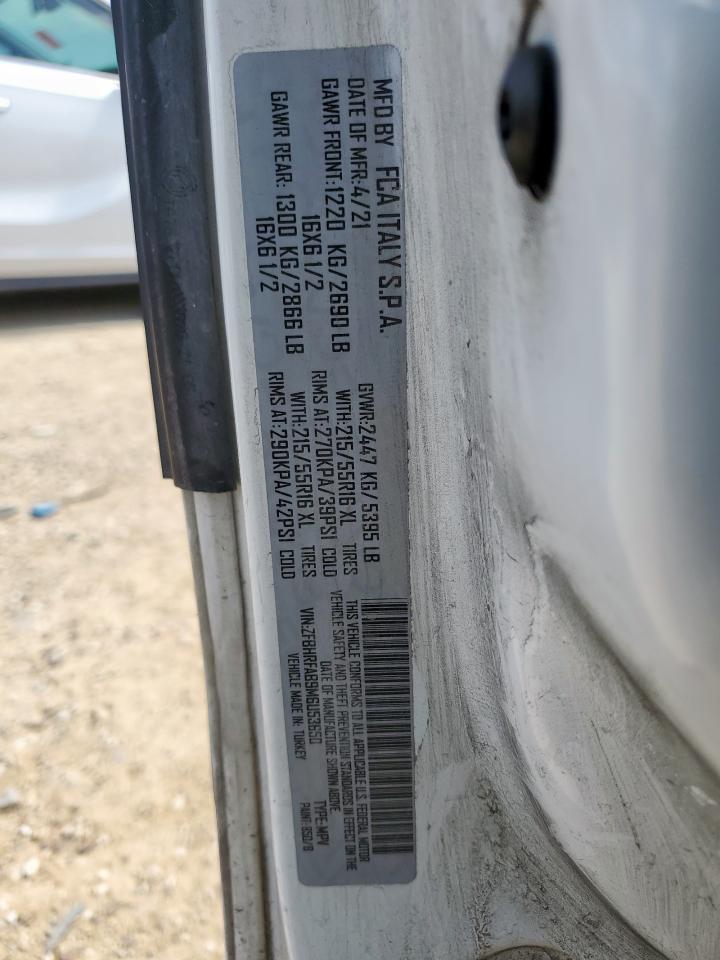 MFD BY FCA ITALY S.P.A.
DATE OF MFR:4/21 GVWR:2447 KG/5395 LB
GAWR FRONT:1220 KG/2690 LB WITH:215/55R16 XL TIRES
16X6 1/2 RIMS AT:270KPA/39PSI COLD
GAWR REAR: 1300 KG/2866 LB WITH:215/55R16 XL TIRES
16X6 1/2 RIMS AT:290KPA/42PSI COLD
THIS VEHICLE CONFORMS TO ALL APPLICABLE U.S. FEDERAL MOTOR
VEHICLE SAFETY AND THEFT PREVENTION STANDARDS IN EFFECT ON THE
DATE OF MANUFACTURE SHOWN ABOVE
VIN:ZFBHRFAB9M6U53650 TYPE:MPV
MADE IN: TURKEY PAINT: